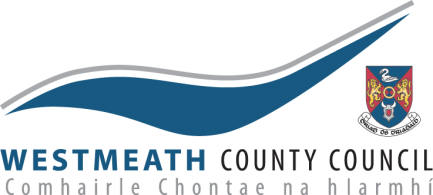 WESTMEATH COUNTY COUNCIL
Comhairle Chontae na hIarmhí